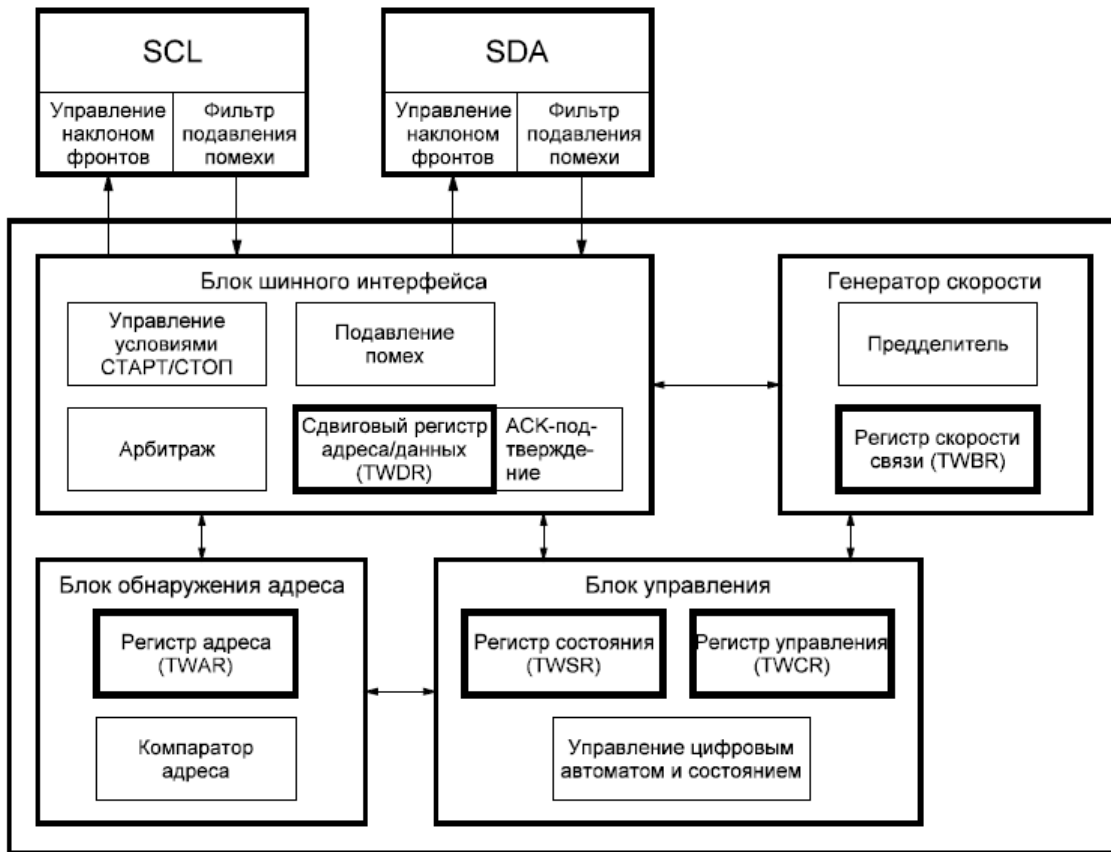 SCL
SDA
Управление
наклоном
фронтов
Фильтр
подавления
помехи
Управление
наклоном
фронтов
Фильтр
подавления
помехи
Блок шинного интерфейса
Управление
условиями
СТАРТ/СТОП
Подавление
помех
Арбитраж
Сдвиговый регистр
адреса/данных
(TWDR)
АСК-под-
твержде-
ние
Генератор скорости
Предделитель
Регистр скорости
связи (TWBR)
Блок обнаружения адреса
Регистр адреса
(TWAR)
Компаратор
адреса
Блок управления
Регистр состояния
(TWSR)
Регистр управления
(TWCR)
Управление цифровым
автоматом и состоянием